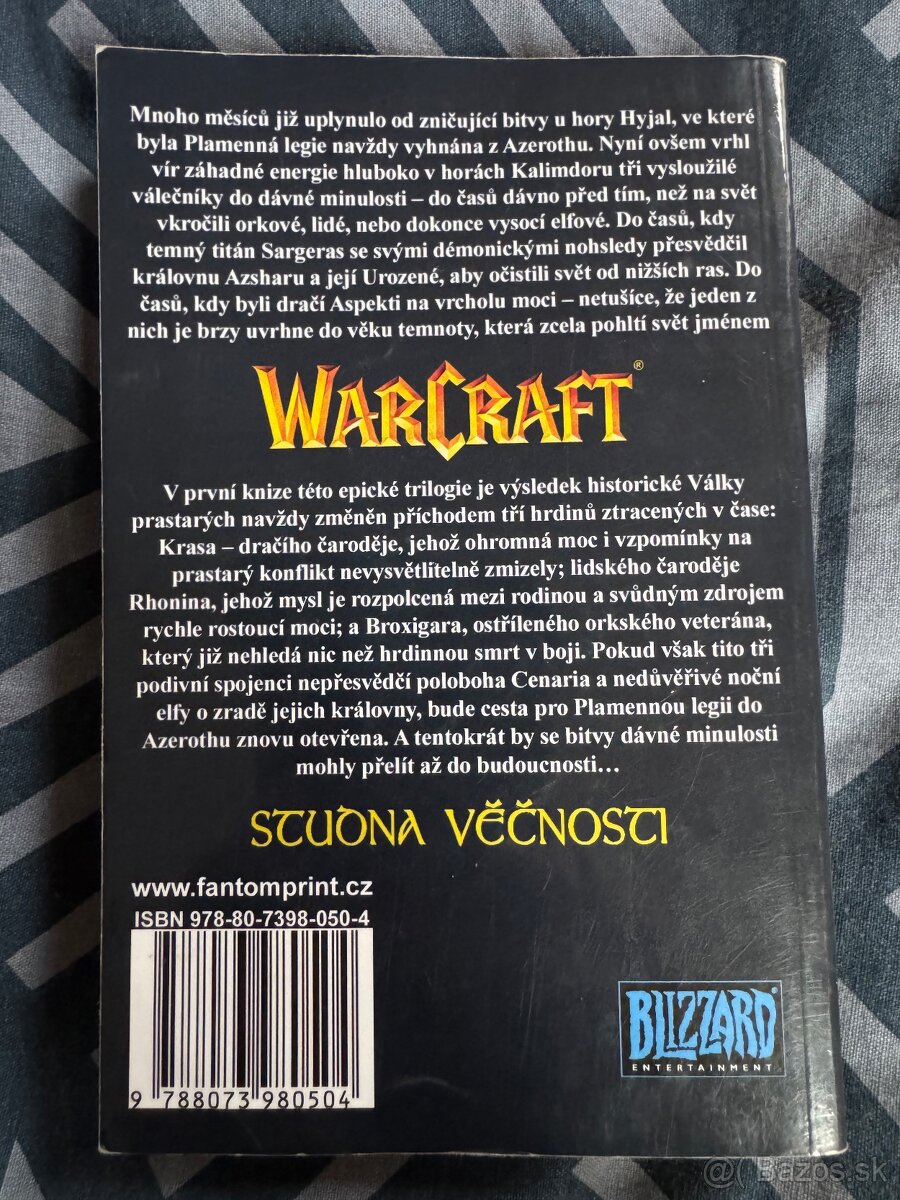 Mnoho měsíců již uplynulo od zničující bitvy u hory Hyjal, ve které
byla Plamenná legie navždy vyhnána z Azerothu. Nyní ovšem vrhl
vír záhadné energie hluboko v horách Kalimdoru tři vysloužilé
válečníky do dávné minulosti – do časů dávno před tím, než na svět
vkročili orkové, lidé, nebo dokonce vysocí elfové. Do časů, kdy
temný titán Sargeras se svými démonickými nohsledy přesvědčil
královnu Azsharu a její Urozené, aby očistili svět od nižších ras. Do
časů, kdy byli dračí Aspekti na vrcholu moci – netušíce, že jeden z
nich je brzy uvrhne do věku temnoty, která zcela pohltí svět jménem
WARCRAFT®
V první knize této epické trilogie je výsledek historické Války
prastarých navždy změněn příchodem tří hrdinů ztracených v čase:
Krasa – dračího čaroděje, jehož ohromná moc i vzpomínky na
prastarý konflikt nevysvětlitelně zmizely; lidského čaroděje
Rhonina, jehož mysl je rozpolcená mezi rodinou a svůdným zdrojem
rychle rostoucí moci; a Broxigara, ostříleného orkského veterána,
který již nehledá nic než hrdinnou smrt v boji. Pokud však tito tři
podivní spojenci nepřesvědčí poloboha Cenaria a nedůvěřivé noční
elfy o zradě jejich královny, bude cesta pro Plamennou legii do
Azerothu znovu otevřena. A tentokrát by se bitvy dávné minulosti
mohly přelít až do budoucnosti…
STUDNA VĚČNOSTI
www.fantomprint.cz
ISBN 978-80-7398-050-4
9 788073 980504
BLIZZARD®
ENTERTAINMENT
@ Bazos.sk